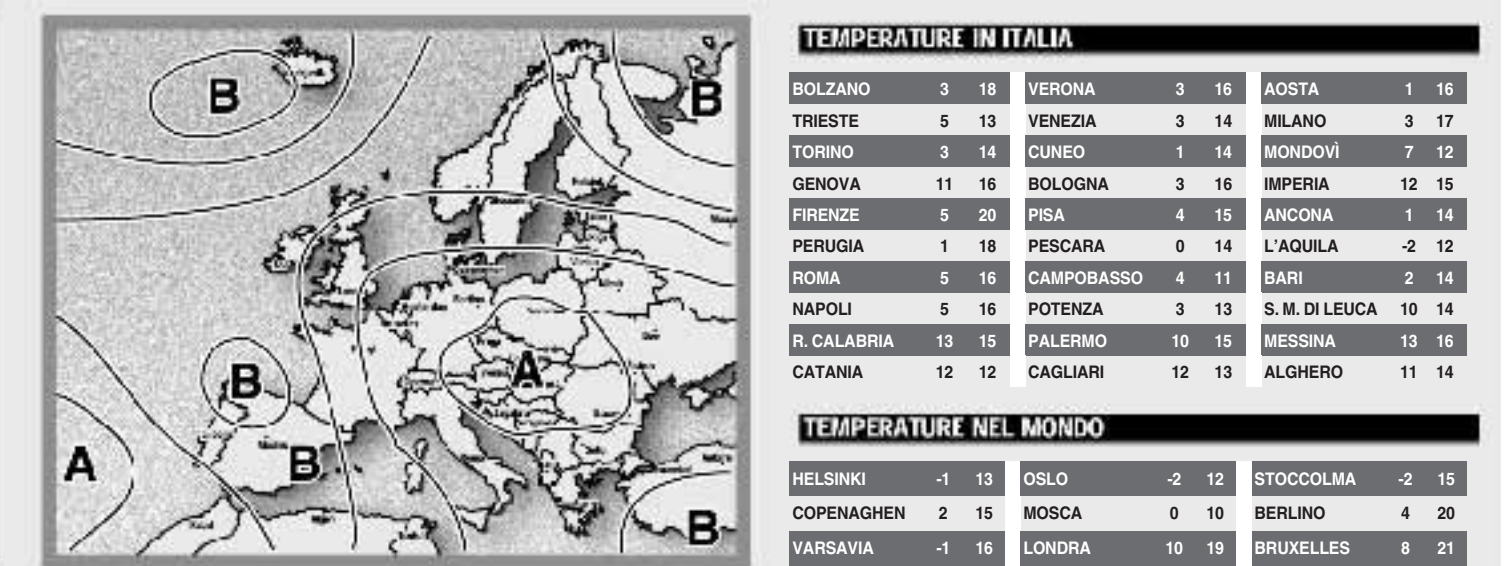 B
B
B
A
A
B
B
TEMPERATURE IN ITALIA
BOLZANO 3 18 VERONA 3 16 AOSTA 1 16
TRIESTE 5 13 VENEZIA 3 14 MILANO 3 17
TORINO 3 14 CUNEO 1 14 MONDOVÌ 7 12
GENOVA 11 16 BOLOGNA 3 16 IMPERIA 12 15
FIRENZE 5 20 PISA 4 15 ANCONA 1 14
PERUGIA 1 18 PESCARA 0 14 L'AQUILA -2 12
ROMA 5 16 CAMPOBASSO 4 11 BARI 2 14
NAPOLI 5 16 POTENZA 3 13 S. M. DI LEUCA 10 14
R. CALABRIA 13 15 PALERMO 10 15 MESSINA 13 16
CATANIA 12 12 CAGLIARI 12 13 ALGHERO 11 14
TEMPERATURE NEL MONDO
HELSINKI -1 13 OSLO -2 12 STOCCOLMA -2 15
COPENAGHEN 2 15 MOSCA 0 10 BERLINO 4 20
VARSAVIA -1 16 LONDRA 10 19 BRUXELLES 8 21